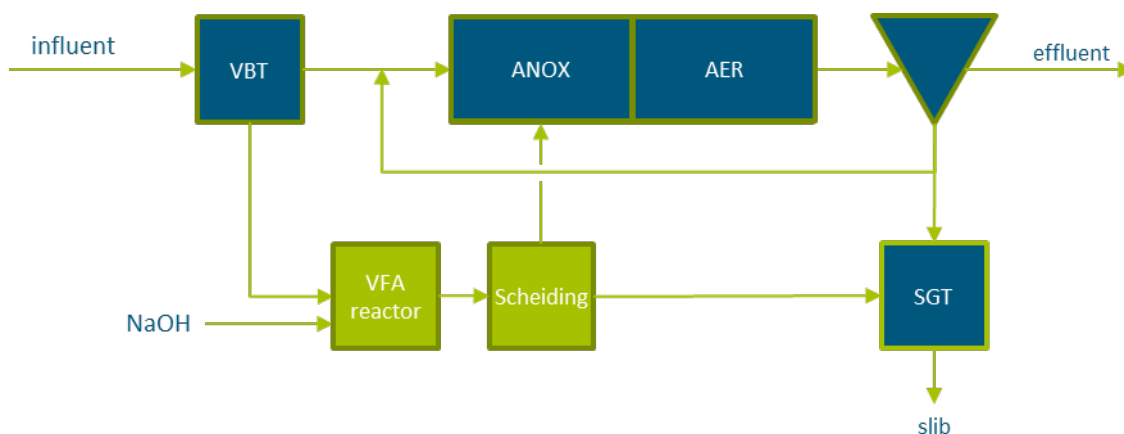 influent
VBT
ANOX
AER
effluent
VFA
reactor
Scheiding
SGT
NaOH
slib